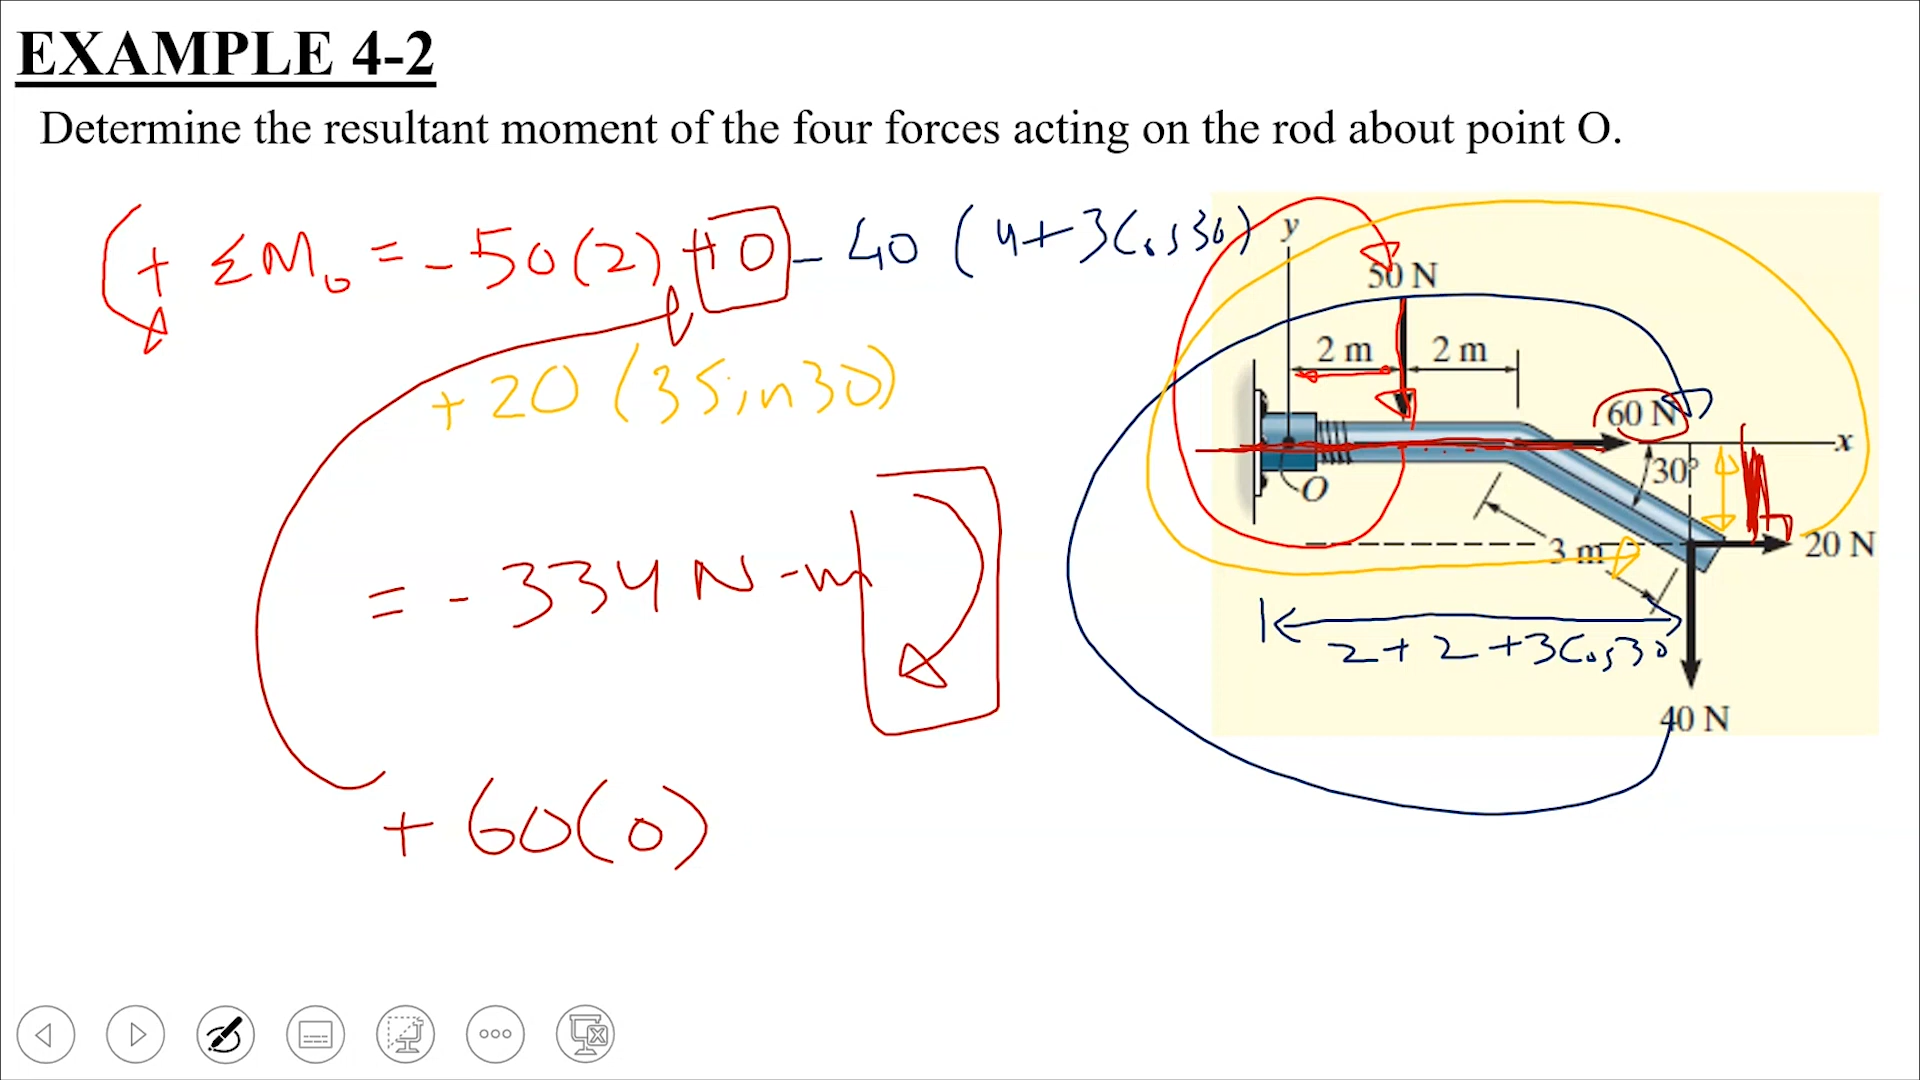 EXAMPLE 4-2
Determine the resultant moment of the four forces acting on the rod about point O.
+ ΣM₀ = -50(2) + 0 - 40 (4+3Cos30)
+ 20 (3Sin30)
= - 334 N-m
+ 60(0)
y
50 N
2 m 2 m
60 N
x
30°
O
3 m
20 N
2 + 2 + 3Cos30
40 N